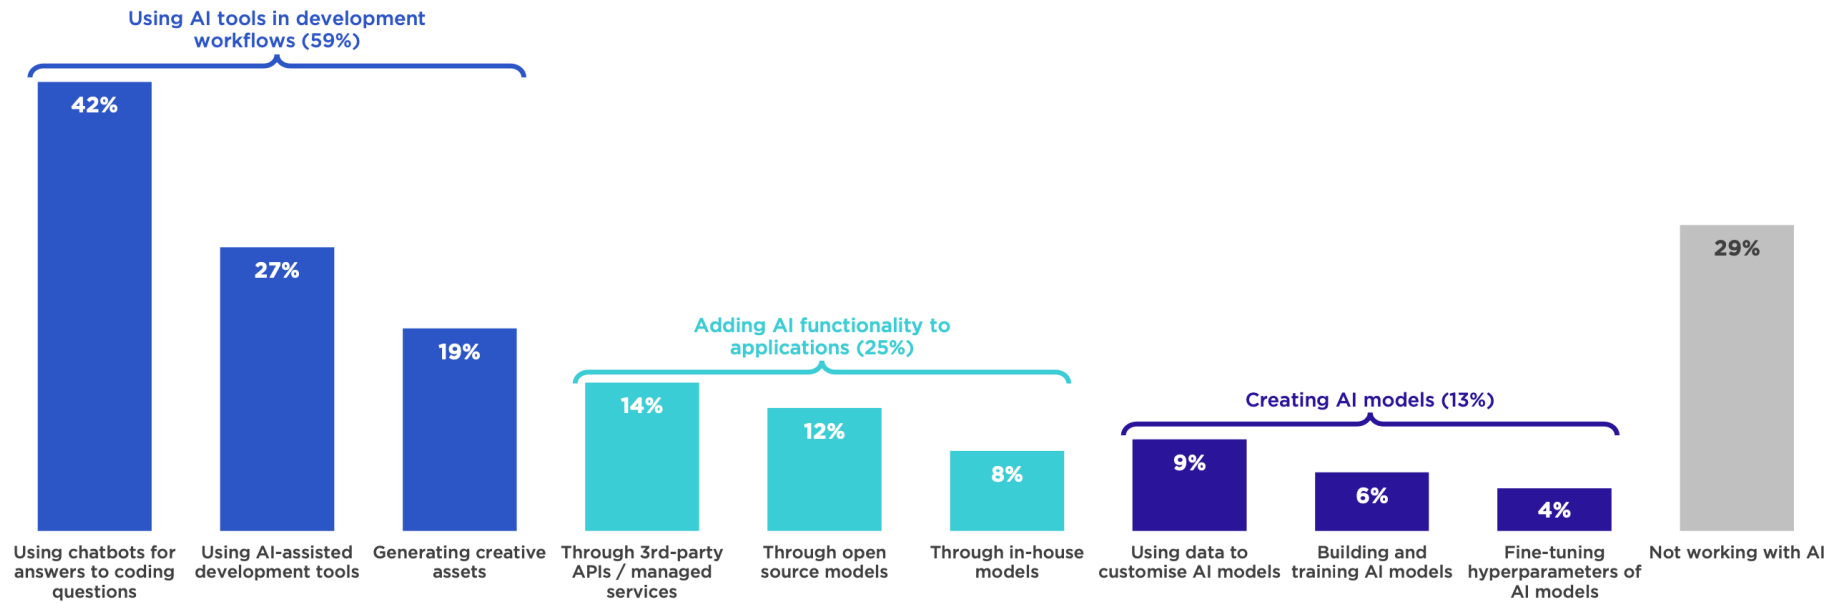 Using AI tools in development
workflows (59%)
42%
27%
19%
Adding AI functionality to
applications (25%)
14%
12%
8%
Creating AI models (13%)
9%
6%
4%
29%
Using chatbots for
answers to coding
questions
Using AI-assisted
development tools
Generating creative
assets
Through 3rd-party
APIs / managed
services
Through open
source models
Through in-house
models
Using data to
customise AI models
Building and
training AI models
Fine-tuning
hyperparameters of
AI models
Not working with AI